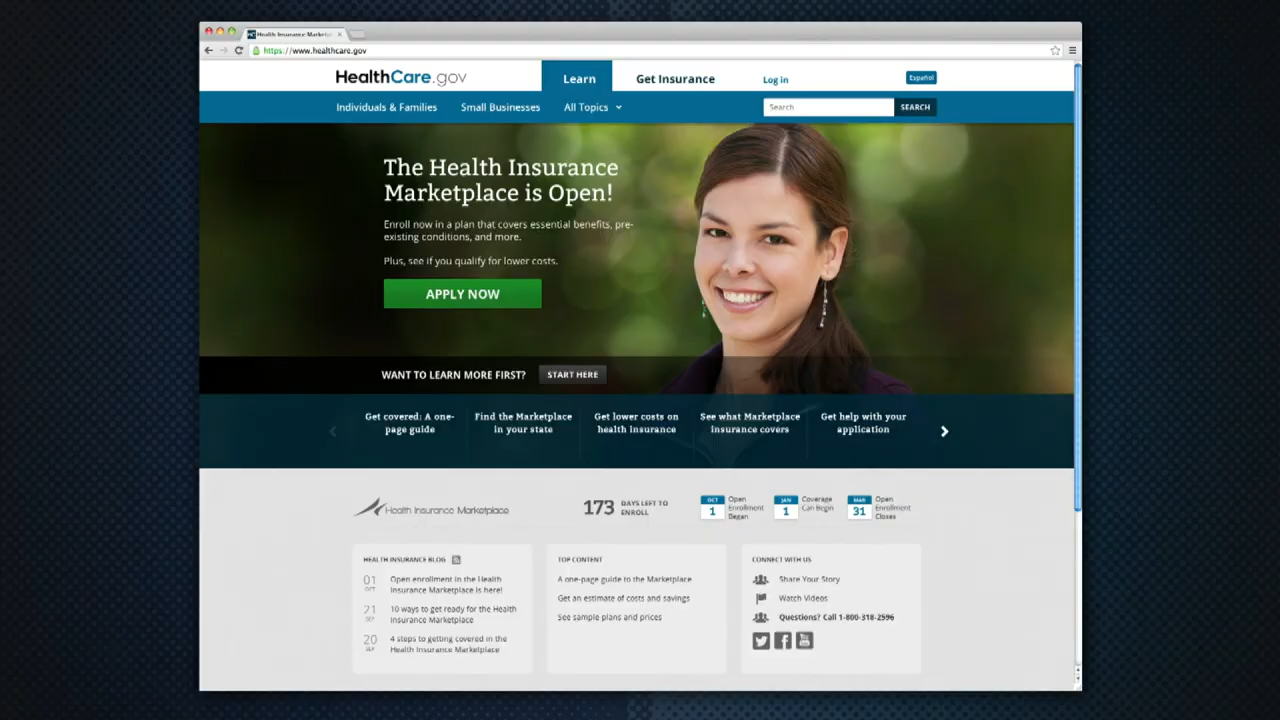 Health Insurance Marketpl
https://www.healthcare.gov
HealthCare.gov
Learn
Get Insurance
Log in
Español
Individuals & Families
Small Businesses
All Topics
Search
SEARCH
The Health Insurance
Marketplace is Open!
Enroll now in a plan that covers essential benefits, pre-
existing conditions, and more.
Plus, see if you qualify for lower costs.
APPLY NOW
WANT TO LEARN MORE FIRST?
START HERE
Get covered: A one-
page guide
Find the Marketplace
in your state
Get lower costs on
health insurance
See what Marketplace
insurance covers
Get help with your
application
Health Insurance Marketplace
173
DAYS LEFT TO
ENROLL
OCT
1
Open
Enrollment
Began
JAN
1
Coverage
Can Begin
MAR
31
Open
Enrollment
Closes
HEALTH INSURANCE BLOG
01
OCT
Open enrollment in the Health
Insurance Marketplace is here!
21
SEP
10 ways to get ready for the Health
Insurance Marketplace
20
SEP
4 steps to getting covered in the
Health Insurance Marketplace
TOP CONTENT
A one-page guide to the Marketplace
Get an estimate of costs and savings
See sample plans and prices
CONNECT WITH US
Share Your Story
Watch Videos
Questions? Call 1-800-318-2596